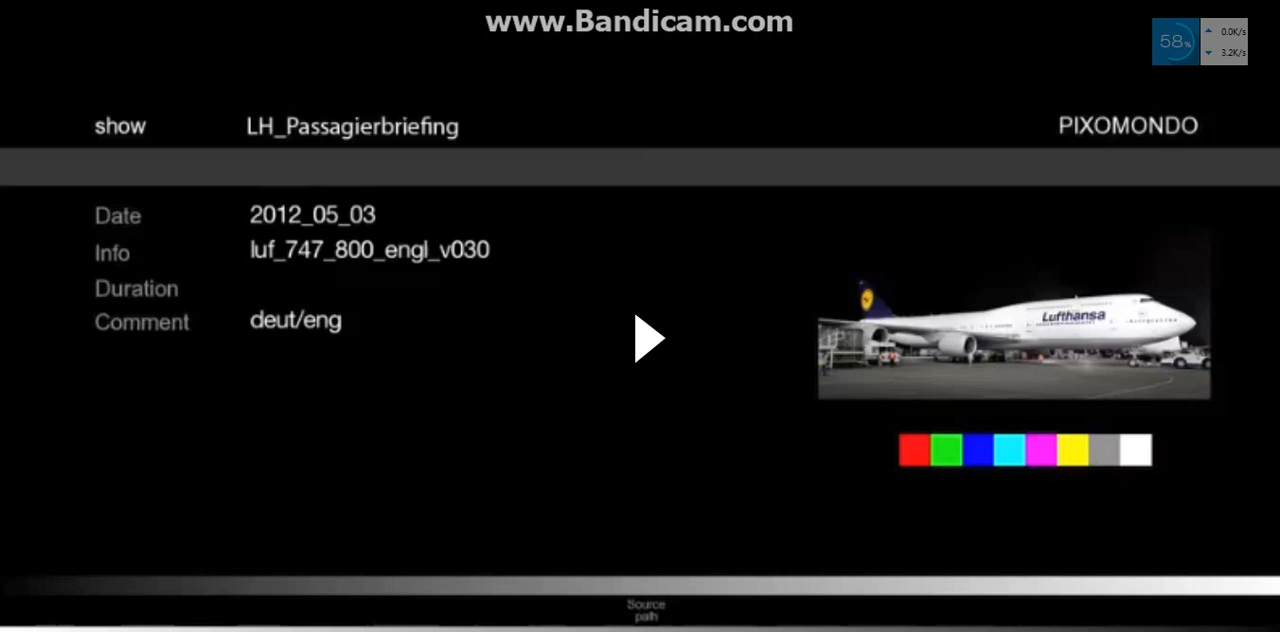 www.Bandicam.com
58%
0.0K/s
3.2K/s
show LH_Passagierbriefing PIXOMONDO
Date 2012_05_03
Info luf_747_800_engl_v030
Duration
Comment deut/eng
Lufthansa
Source
path